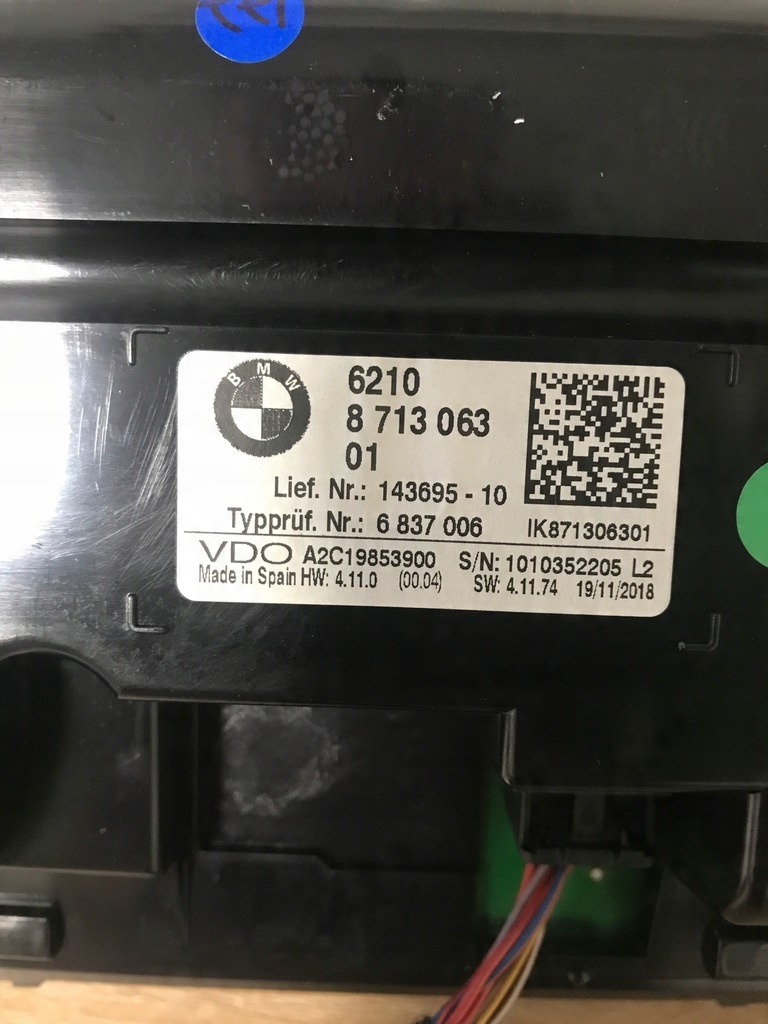 BMW
6210
8 713 063
01
Lief. Nr.: 143695 - 10
Typprüf. Nr.: 6 837 006 IK871306301
VDO A2C19853900 S/N: 1010352205 L2
Made in Spain HW: 4.11.0 (00.04) SW: 4.11.74 19/11/2018